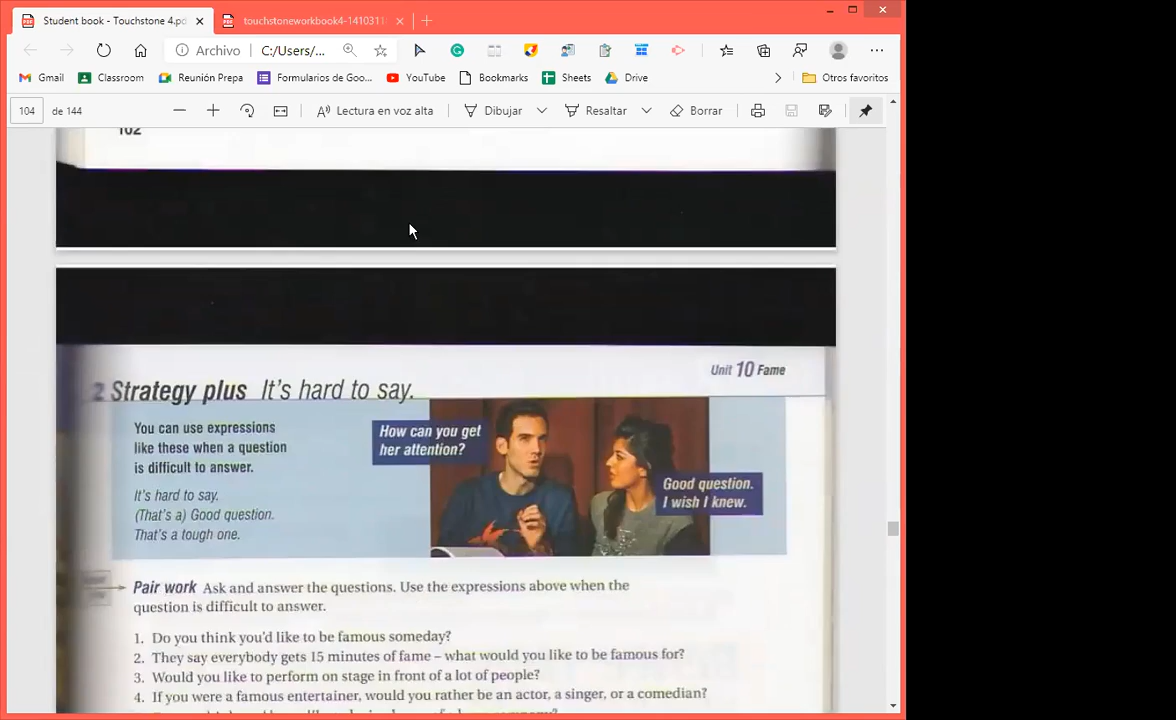 Student book - Touchstone 4.pd
touchstoneworkbook4-1410311
Archivo
C:/Users/...
Gmail
Classroom
Reunión Prepa
Formularios de Goo...
YouTube
Bookmarks
Sheets
Drive
Otros favoritos
104 de 144
Lectura en voz alta
Dibujar
Resaltar
Borrar
102
Unit 10 Fame
2 Strategy plus It's hard to say.
You can use expressions
like these when a question
is difficult to answer.
It's hard to say.
(That's a) Good question.
That's a tough one.
How can you get
her attention?
Good question.
I wish I knew.
Pair work Ask and answer the questions. Use the expressions above when the
question is difficult to answer.
1. Do you think you'd like to be famous someday?
2. They say everybody gets 15 minutes of fame – what would you like to be famous for?
3. Would you like to perform on stage in front of a lot of people?
4. If you were a famous entertainer, would you rather be an actor, a singer, or a comedian?